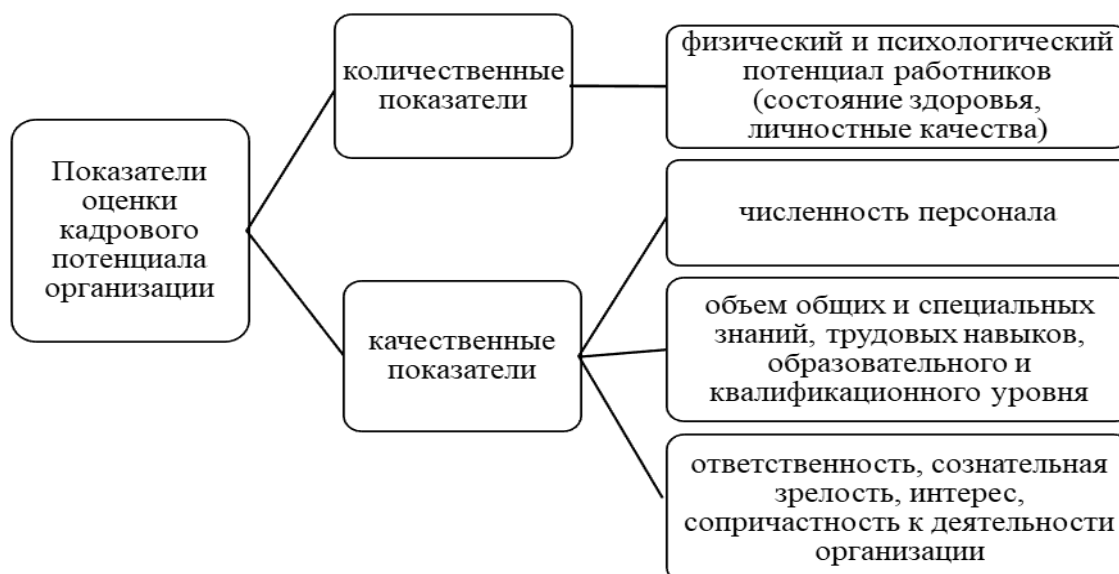 Показатели
оценки
кадрового
потенциала
организации
количественные
показатели
физический и психологический
потенциал работников
(состояние здоровья,
личностные качества)
качественные
показатели
численность персонала
объем общих и специальных
знаний, трудовых навыков,
образовательного и
квалификационного уровня
ответственность, сознательная
зрелость, интерес,
сопричастность к деятельности
организации